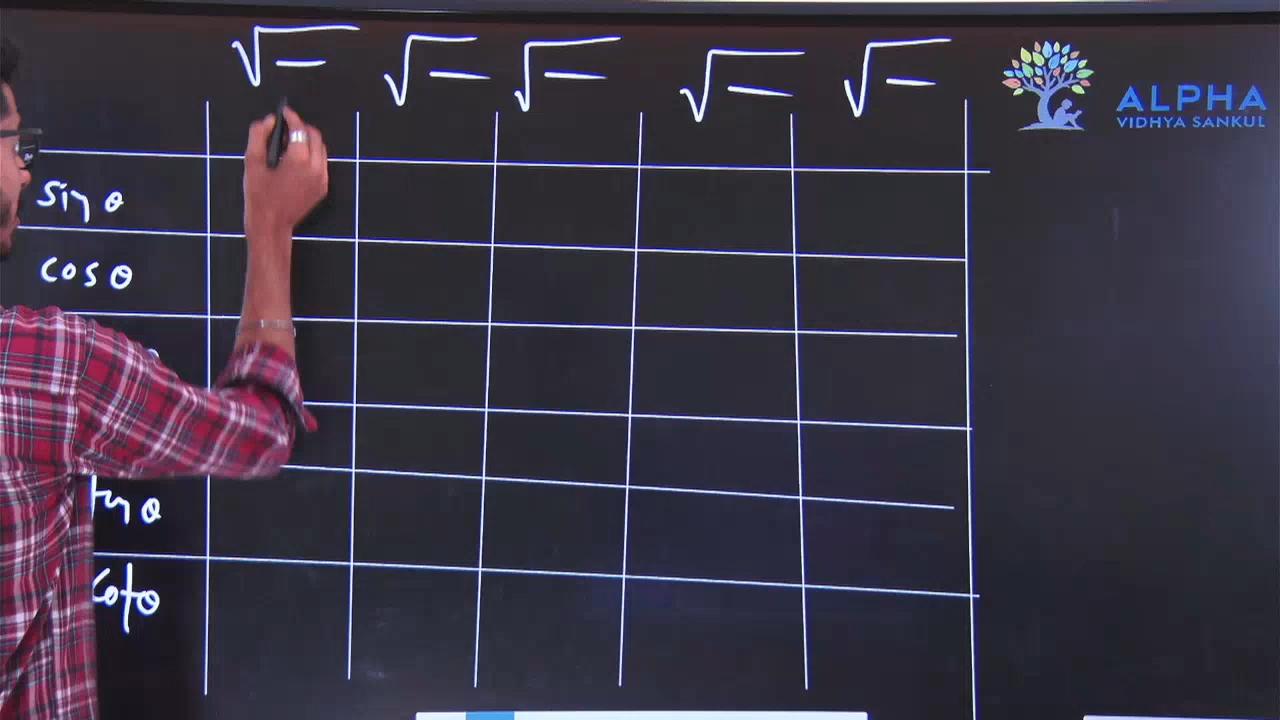 √— √— √— √— √—
ALPHA
VIDHYA SANKUL
sin θ
cos θ
tan θ
cot θ